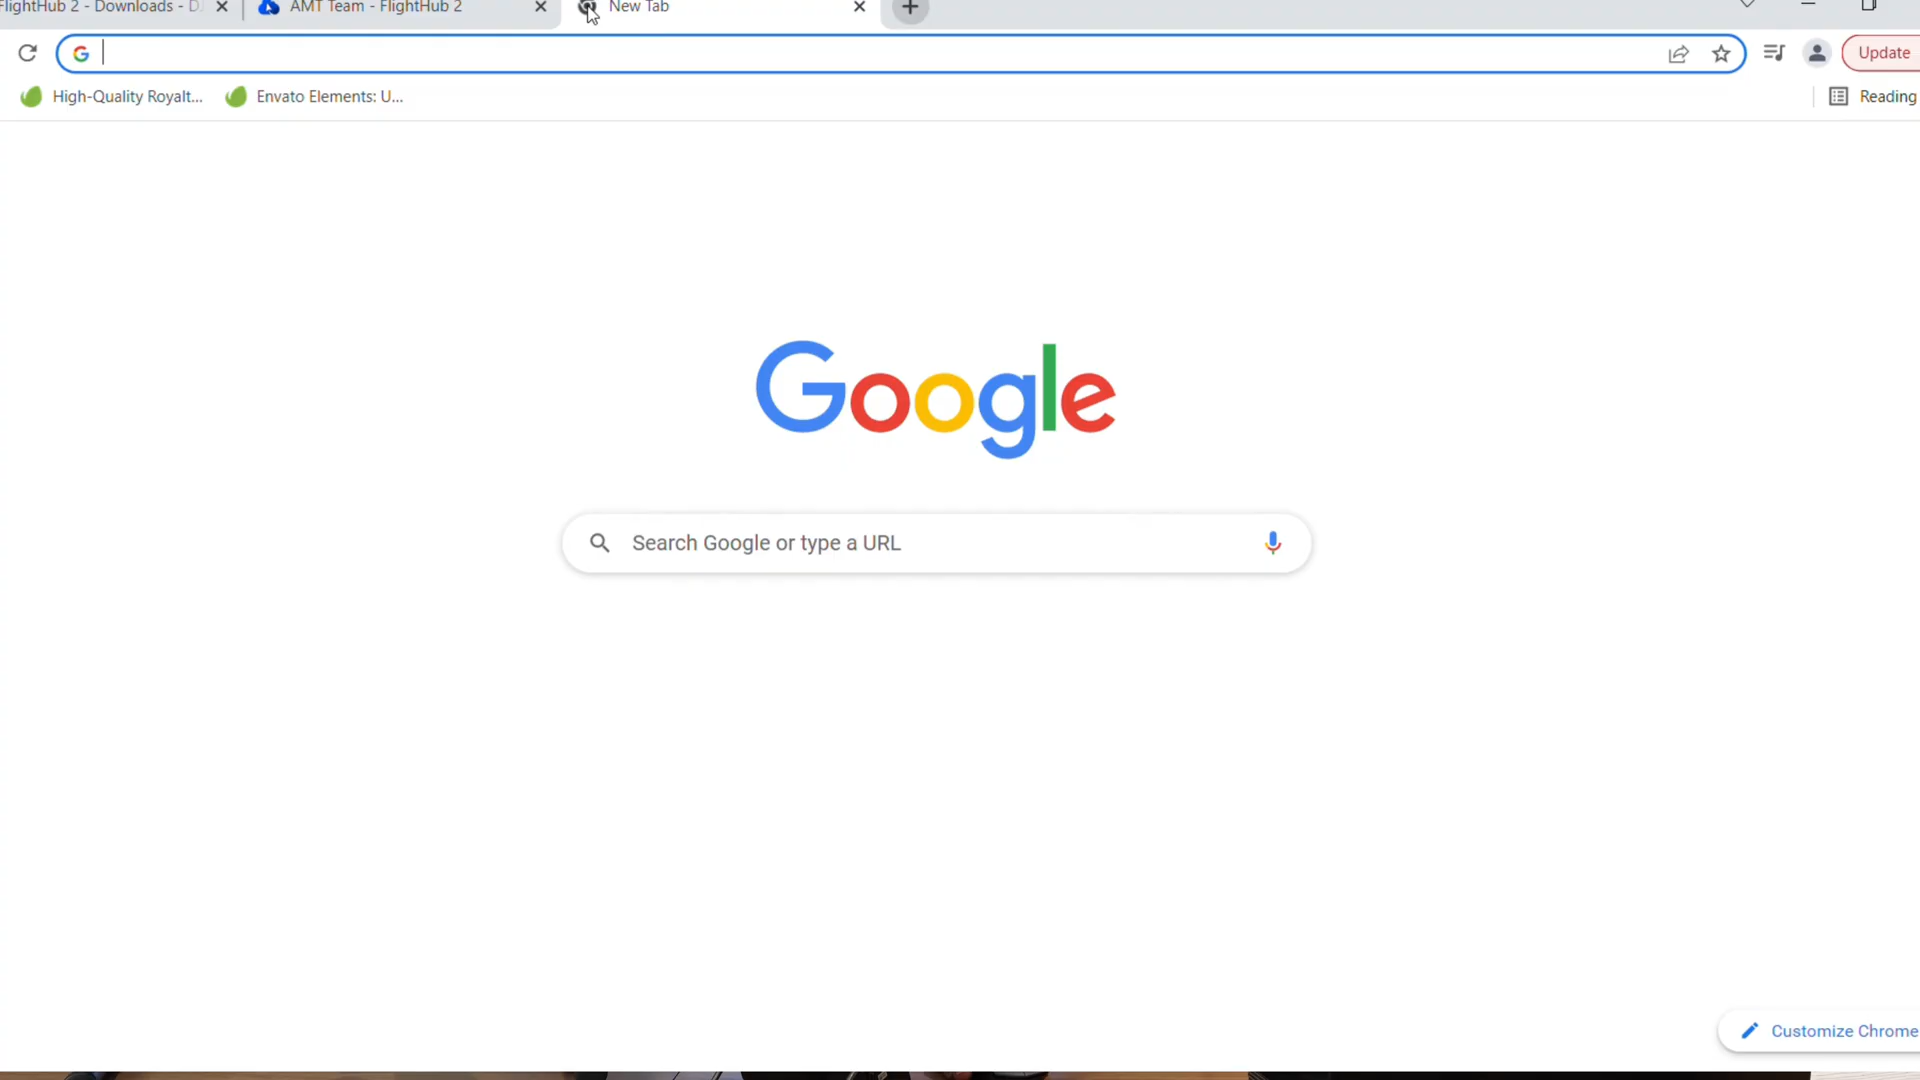 FlightHub 2 - Downloads - D
AMT Team - FlightHub 2
New Tab
Update
High-Quality Royalt...
Envato Elements: U...
Reading
Google
Search Google or type a URL
Customize Chrome